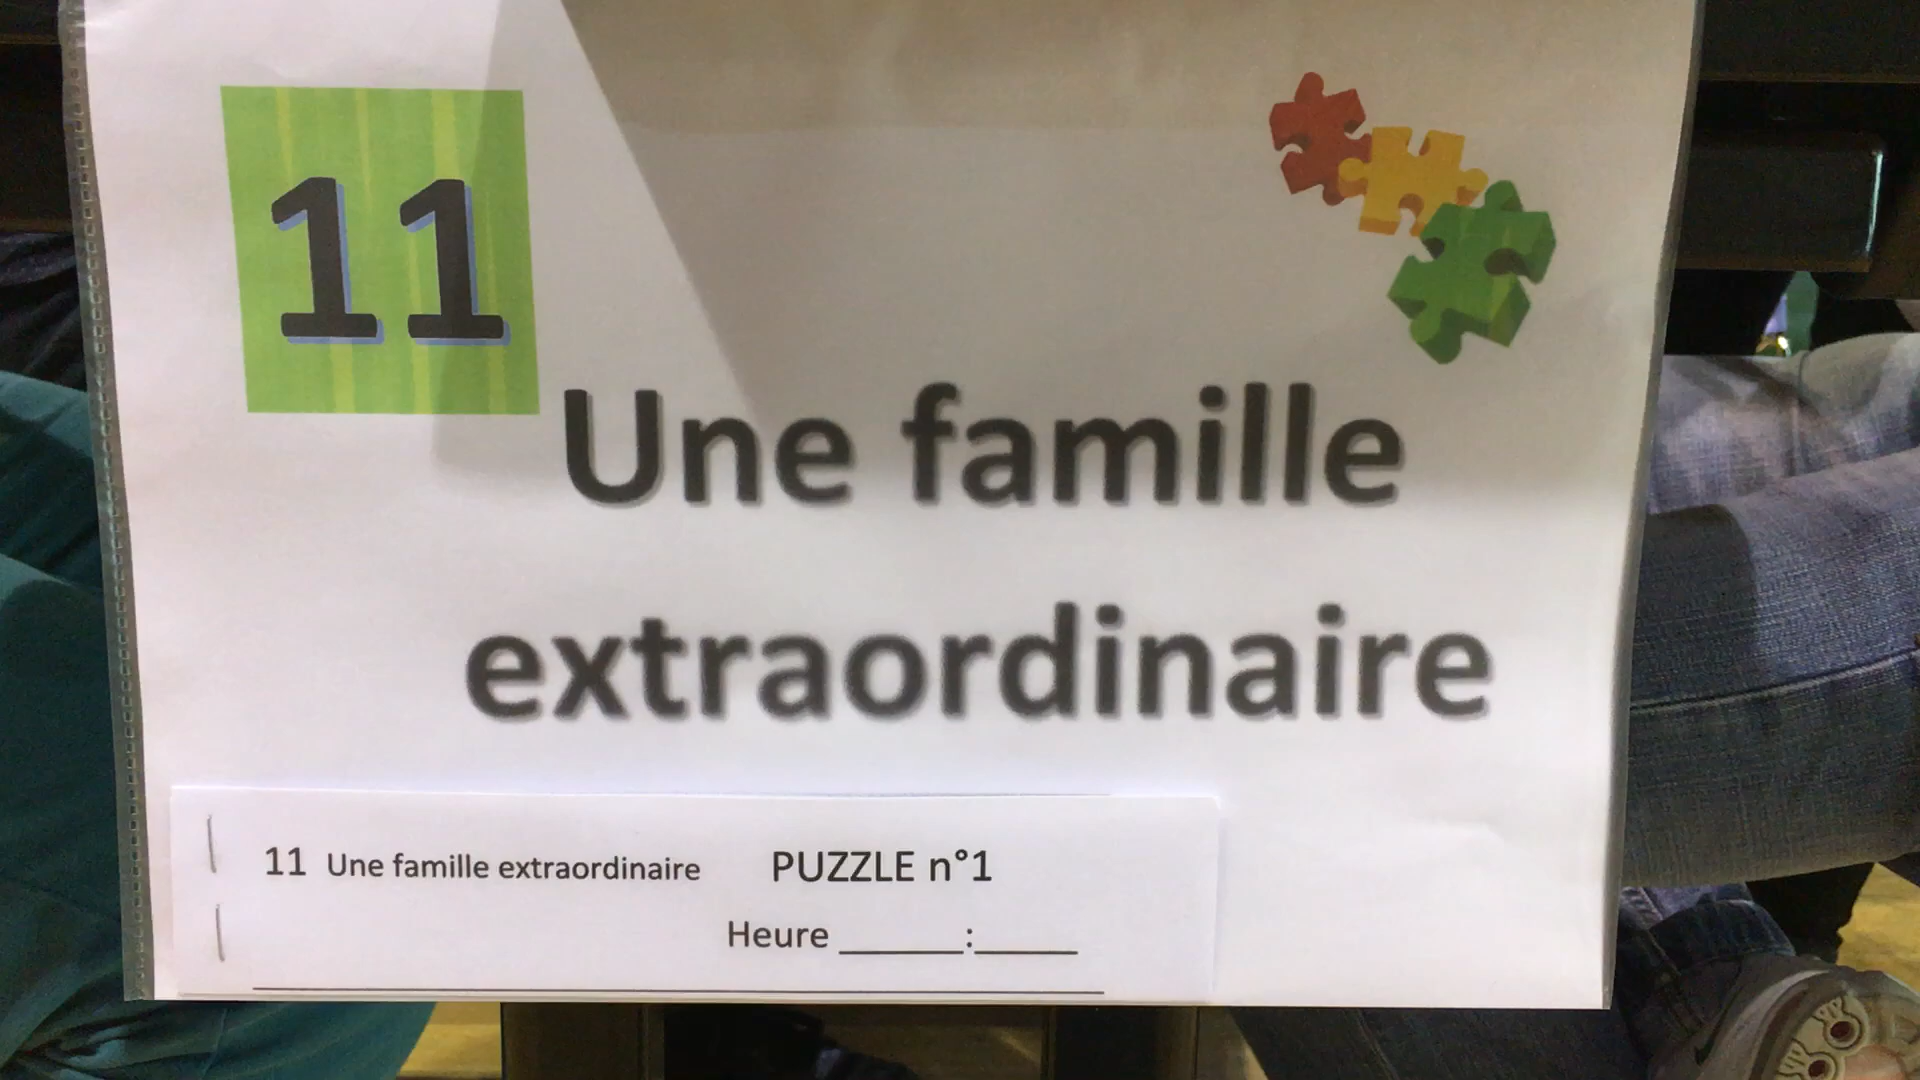 11
Une famille
extraordinaire
11 Une famille extraordinaire PUZZLE n°1
Heure ______:_____